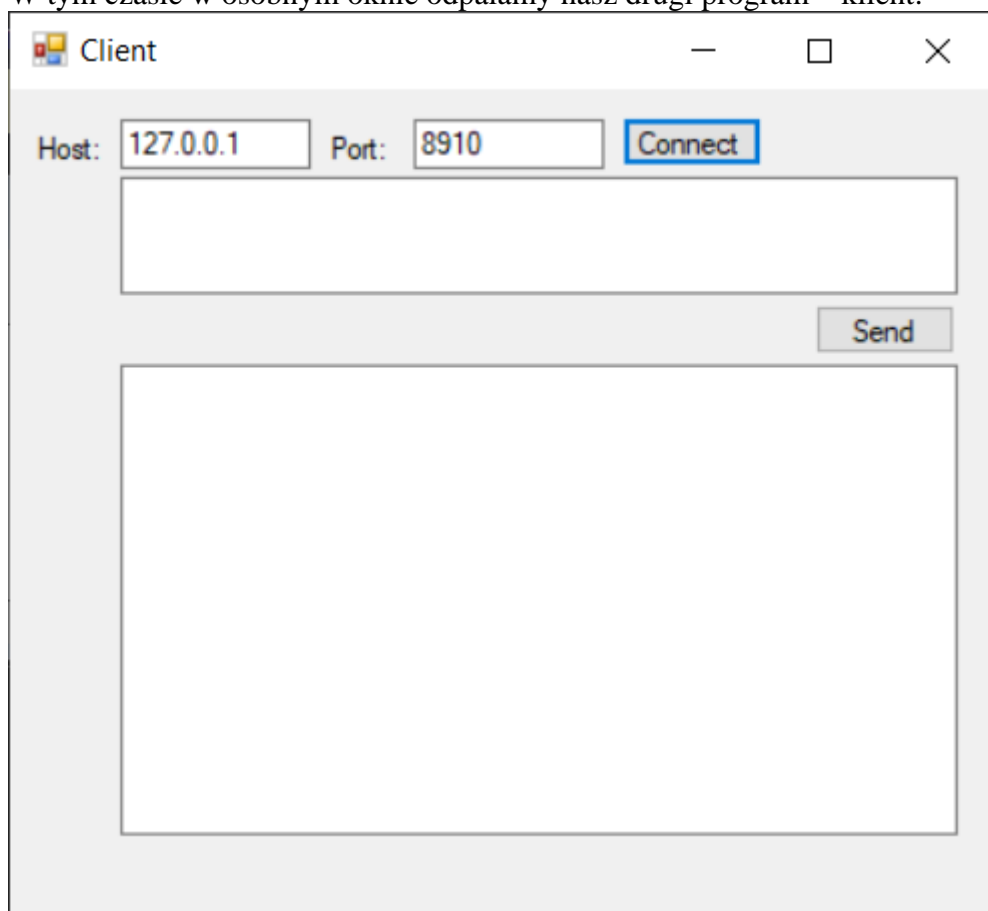 W tym czasie w osobnym oknie odpalamy nasz drugi program – klient:
Client
Host: 127.0.0.1 Port: 8910 Connect
Send